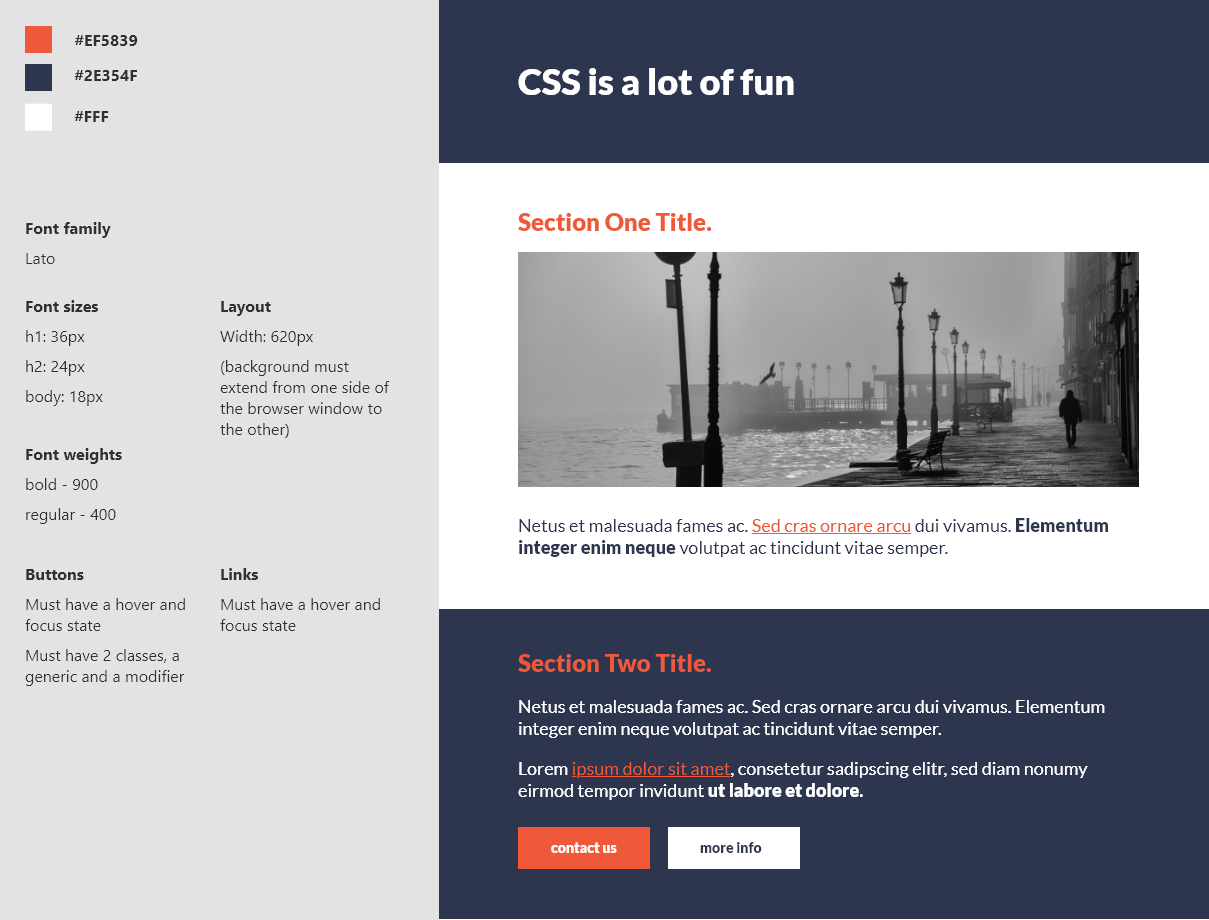 #EF5839
#2E354F
#FFF
Font family
Lato
Font sizes
h1: 36px
h2: 24px
body: 18px
Layout
Width: 620px
(background must
extend from one side of
the browser window to
the other)
Font weights
bold - 900
regular - 400
Buttons
Must have a hover and
focus state
Must have 2 classes, a
generic and a modifier
Links
Must have a hover and
focus state
CSS is a lot of fun
Section One Title.
Netus et malesuada fames ac. Sed cras ornare arcu dui vivamus. Elementum
integer enim neque volutpat ac tincidunt vitae semper.
Section Two Title.
Netus et malesuada fames ac. Sed cras ornare arcu dui vivamus. Elementum
integer enim neque volutpat ac tincidunt vitae semper.
Lorem ipsum dolor sit amet, consetetur sadipscing elitr, sed diam nonumy
eirmod tempor invidunt ut labore et dolore.
contact us
more info